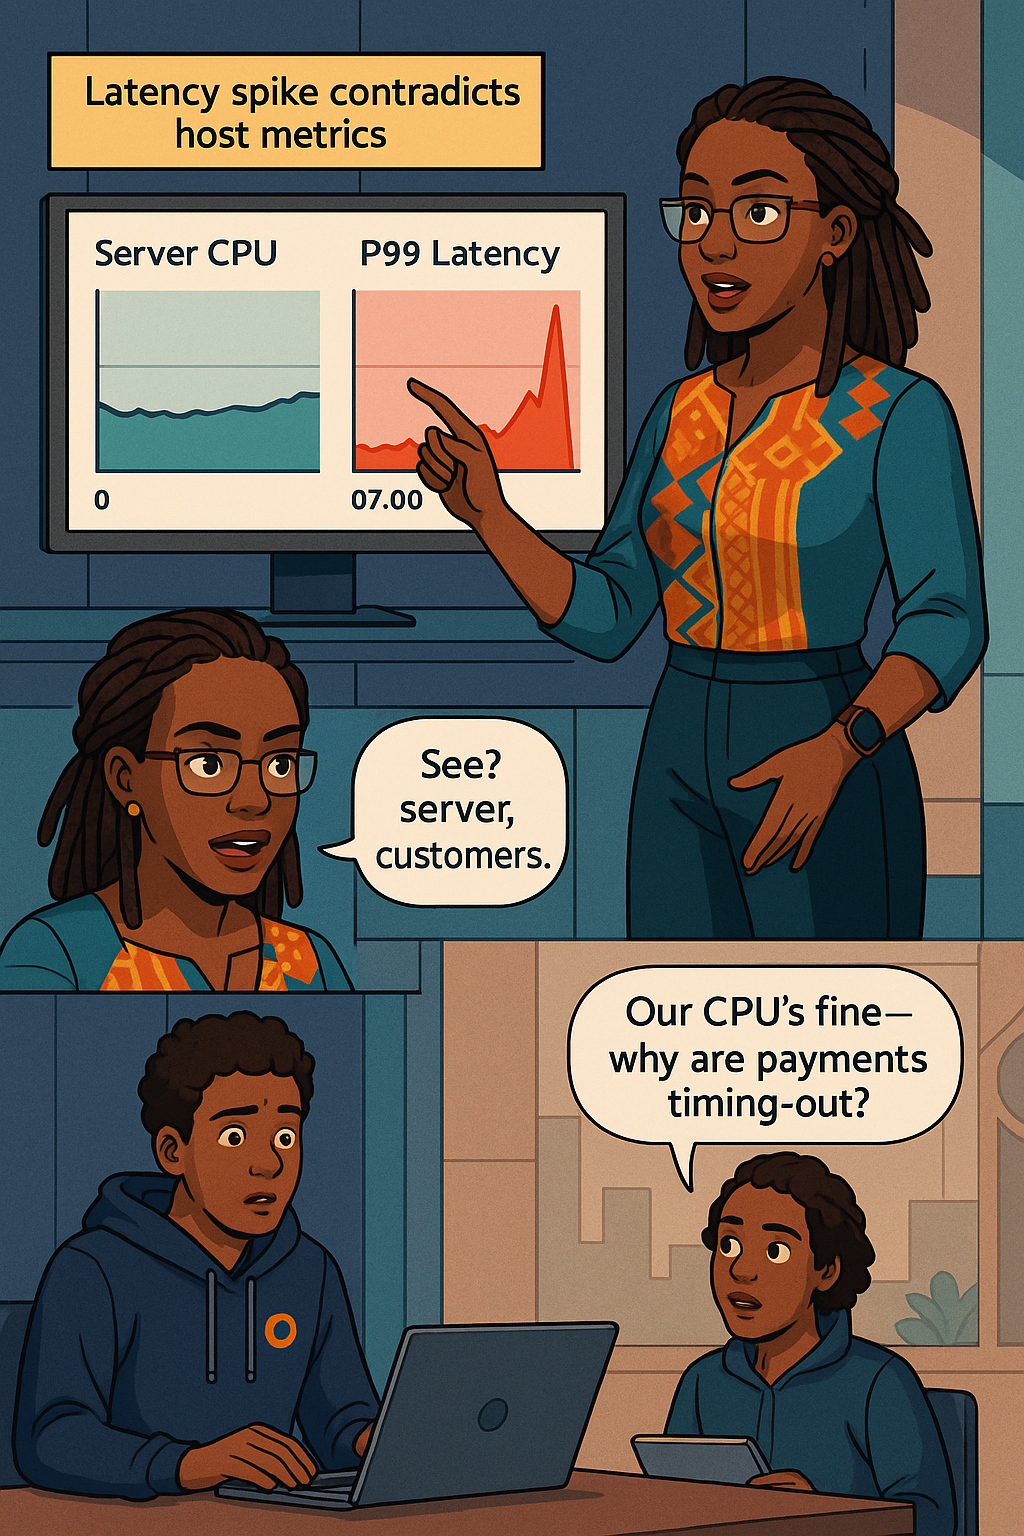 Latency spike contradicts
host metrics
Server CPU
P99 Latency
0
07.00
See?
server,
customers.
Our CPU’s fine—
why are payments
timing-out?